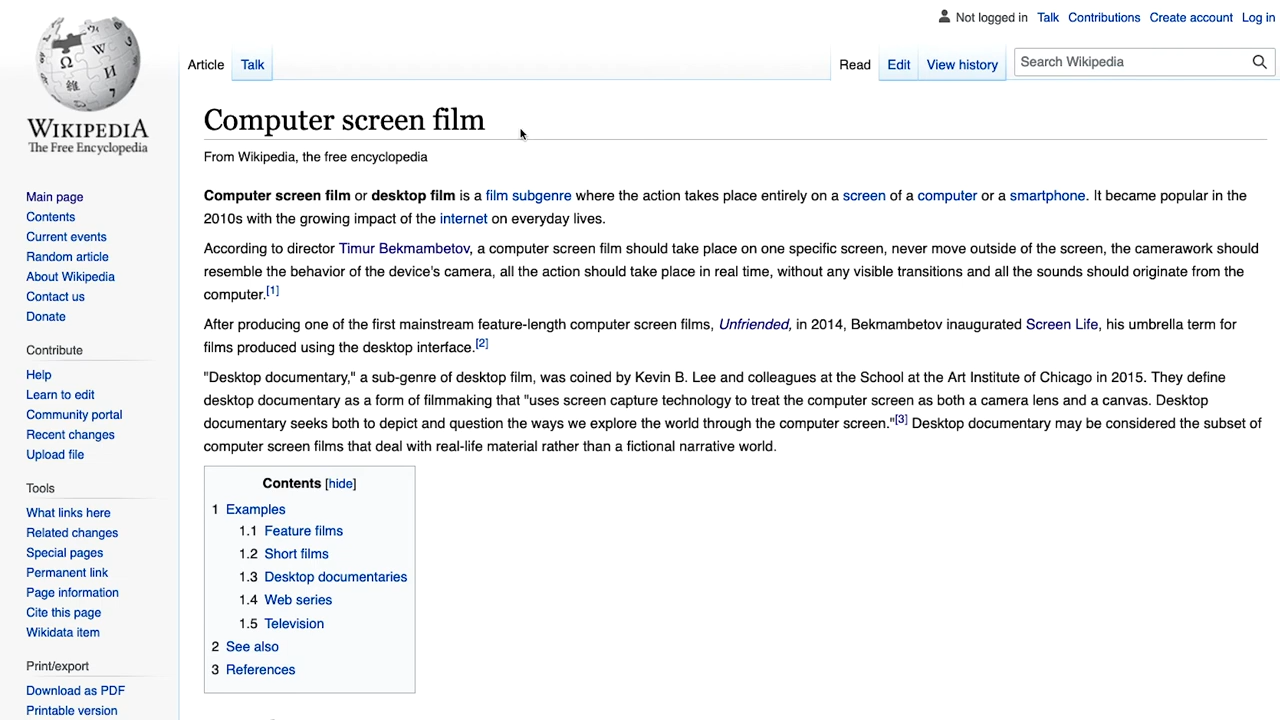 Not logged in Talk Contributions Create account Log in
Article Talk Read Edit View history Search Wikipedia
WIKIPEDIA
The Free Encyclopedia
Main page
Contents
Current events
Random article
About Wikipedia
Contact us
Donate
Contribute
Help
Learn to edit
Community portal
Recent changes
Upload file
Tools
What links here
Related changes
Special pages
Permanent link
Page information
Cite this page
Wikidata item
Print/export
Download as PDF
Printable version
Computer screen film
From Wikipedia, the free encyclopedia
Computer screen film or desktop film is a film subgenre where the action takes place entirely on a screen of a computer or a smartphone. It became popular in the
2010s with the growing impact of the internet on everyday lives.
According to director Timur Bekmambetov, a computer screen film should take place on one specific screen, never move outside of the screen, the camerawork should
resemble the behavior of the device's camera, all the action should take place in real time, without any visible transitions and all the sounds should originate from the
computer.[1]
After producing one of the first mainstream feature-length computer screen films, Unfriended, in 2014, Bekmambetov inaugurated Screen Life, his umbrella term for
films produced using the desktop interface.[2]
"Desktop documentary," a sub-genre of desktop film, was coined by Kevin B. Lee and colleagues at the School at the Art Institute of Chicago in 2015. They define
desktop documentary as a form of filmmaking that "uses screen capture technology to treat the computer screen as both a camera lens and a canvas. Desktop
documentary seeks both to depict and question the ways we explore the world through the computer screen."[3] Desktop documentary may be considered the subset of
computer screen films that deal with real-life material rather than a fictional narrative world.
Contents [hide]
1 Examples
1.1 Feature films
1.2 Short films
1.3 Desktop documentaries
1.4 Web series
1.5 Television
2 See also
3 References